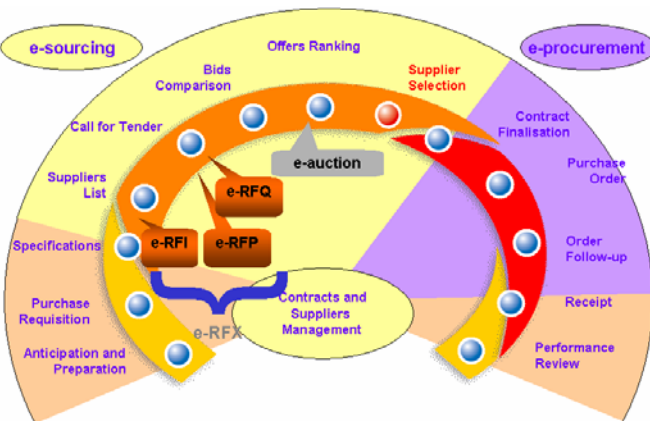 e-sourcing
e-procurement
Offers Ranking
Bids
Comparison
Supplier
Selection
Call for Tender
Contract
Finalisation
e-auction
Purchase
Order
Suppliers
List
e-RFQ
Specifications
e-RFI
e-RFP
Order
Follow-up
Purchase
Requisition
Contracts and
Suppliers
Management
Receipt
e-RFX
Anticipation and
Preparation
Performance
Review